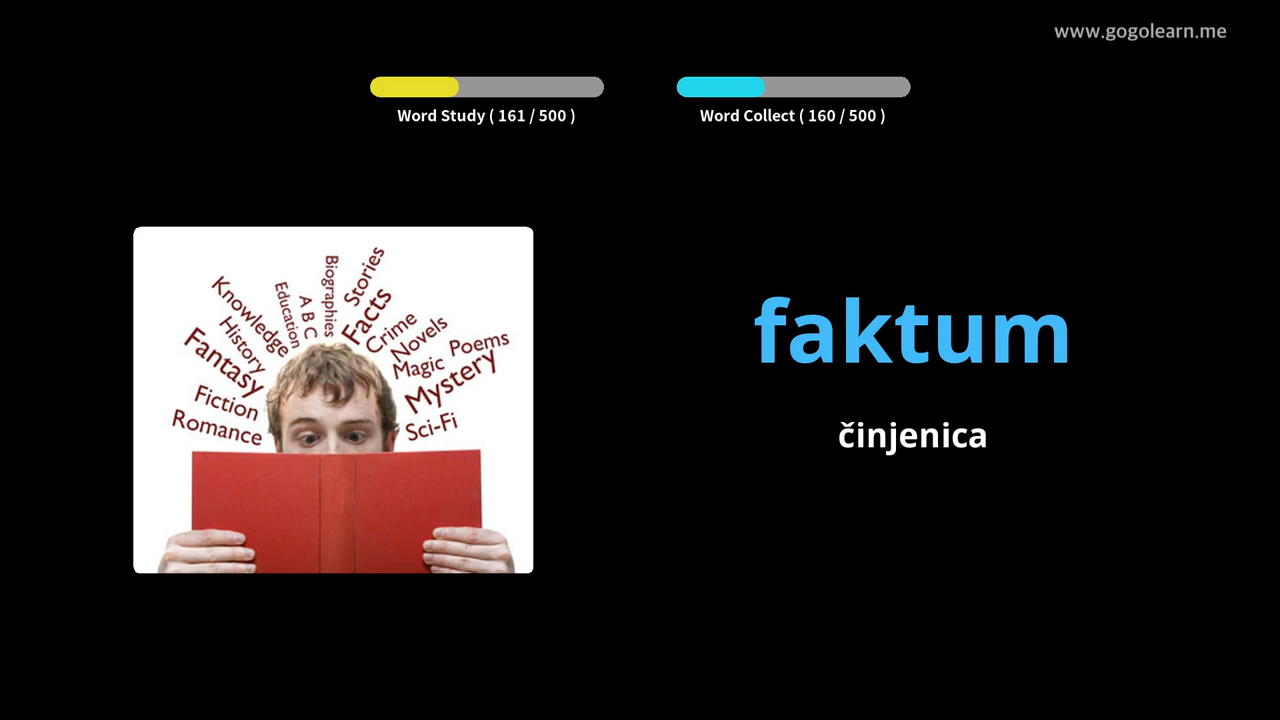 www.gogolearn.me
Word Study ( 161 / 500 )
Word Collect ( 160 / 500 )
Romance
Fiction
Fantasy
History
Knowledge
Education
A B C
Biographies
Stories
Facts
Crime
Novels
Magic
Poems
Mystery
Sci-Fi
faktum
činjenica